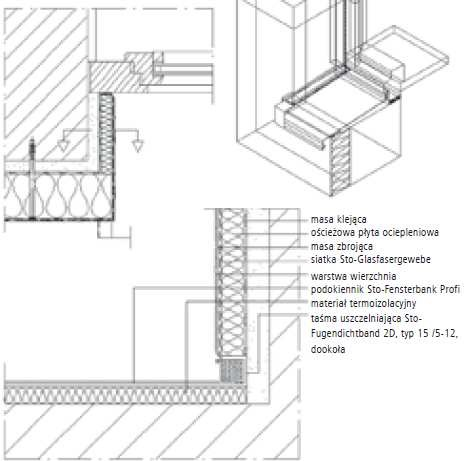 masa klejąca
ościeżowa płyta ociepleniowa
masa zbrojąca
siatka Sto-Glasfasergewebe
warstwa wierzchnia
podokiennik Sto-Fensterbank Profi
materiał termoizolacyjny
taśma uszczelniająca Sto-
Fugendichtband 2D, typ 15 /5-12,
dookoła